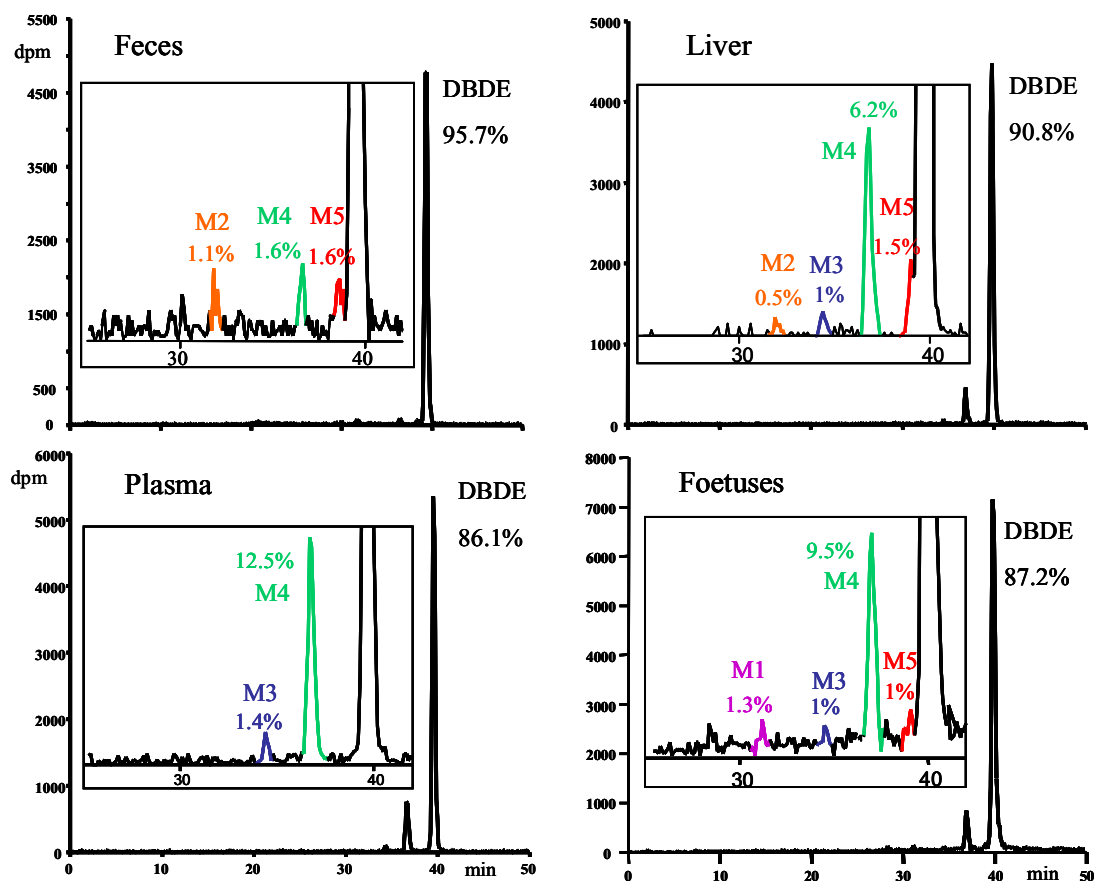 5500
dpm
4500
3500
2500
1500
500
0
Feces
DBDE
95.7%
M2
1.1%
M4
1.6%
M5
1.6%
30
40
5000
4000
3000
2000
1000
0
Liver
DBDE
90.8%
6.2%
M4
M5
1.5%
M2
0.5%
M3
1%
30
40
6000
dpm
5000
4000
3000
2000
1000
0
Plasma
DBDE
86.1%
12.5%
M4
M3
1.4%
30
40
0
10
20
30
40
min
50
8000
7000
6000
5000
4000
3000
2000
1000
0
Foetuses
DBDE
87.2%
9.5%
M4
M1
1.3%
M3
1%
M5
1%
30
40
0
10
20
30
40
min
50